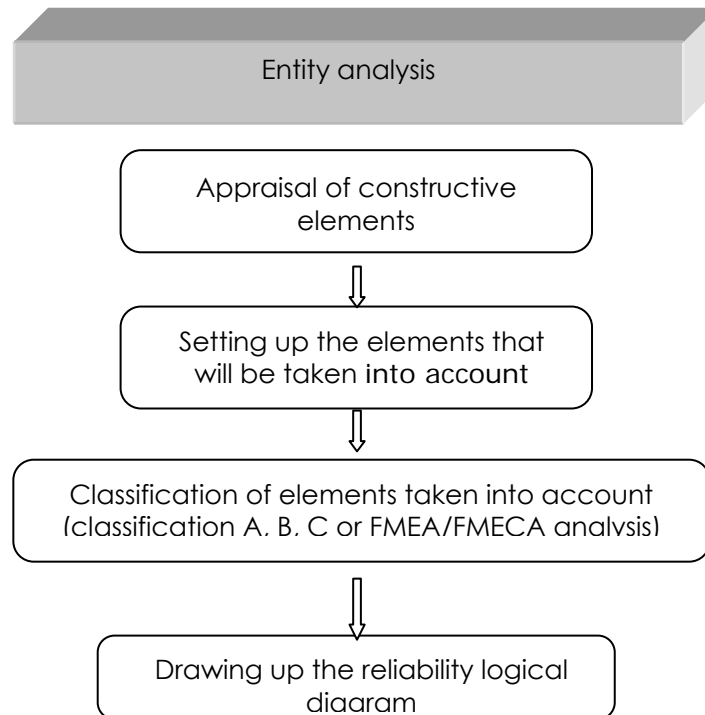 Entity analysis
Appraisal of constructive
elements
Setting up the elements that
will be taken into account
Classification of elements taken into account
(classification A, B, C or FMEA/FMECA analysis)
Drawing up the reliability logical
diagram